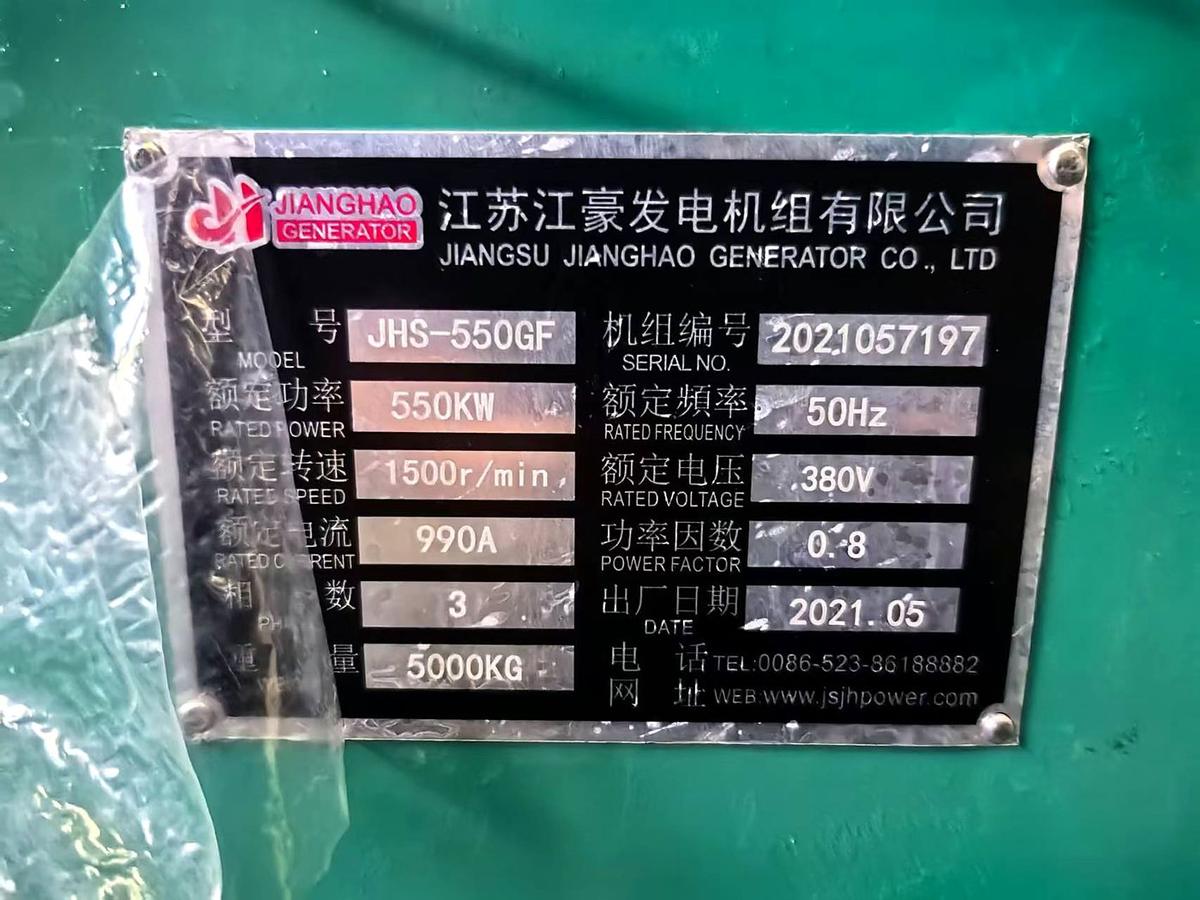 JIANGHAO
GENERATOR
江苏江豪发电机组有限公司
JIANGSU JIANGHAO GENERATOR CO., LTD
型 号 JHS-550GF 机组编号 2021057197
MODEL SERIAL NO.
额定功率 550KW 额定频率 50Hz
RATED POWER RATED FREQUENCY
额定转速 1500r/min 额定电压 380V
RATED SPEED RATED VOLTAGE
额定电流 990A 功率因数 0.8
RATED CURRENT POWER FACTOR
相 数 3 出厂日期 2021.05
DATE
重 量 5000KG 电 话 TEL:0086-523-86188882
网 址 WEB:www.jsjhpower.com